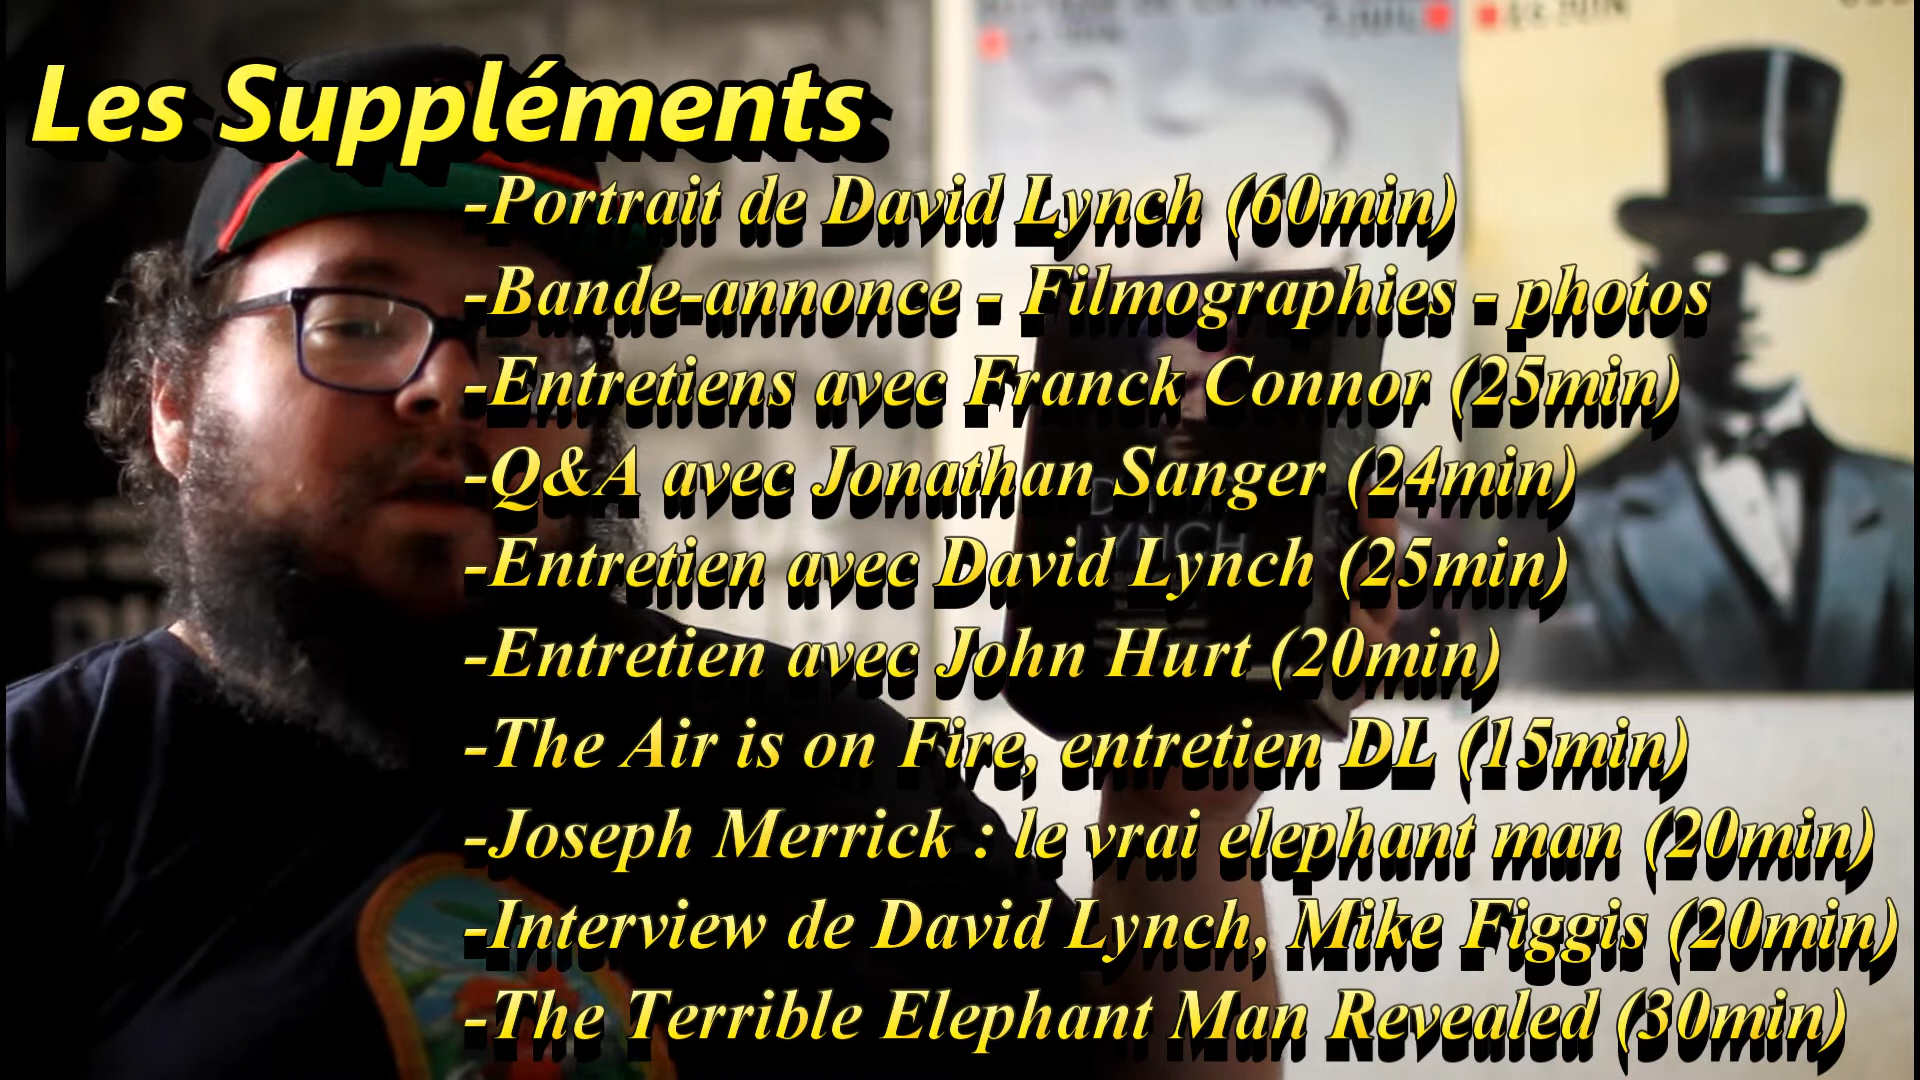 Les Suppléments
-Portrait de David Lynch (60min)
-Bande-annonce - Filmographies - photos
-Entretiens avec Franck Connor (25min)
-Q&A avec Jonathan Sanger (24min)
-Entretien avec David Lynch (25min)
-Entretien avec John Hurt (20min)
-The Air is on Fire, entretien DL (15min)
-Joseph Merrick : le vrai elephant man (20min)
-Interview de David Lynch, Mike Figgis (20min)
-The Terrible Elephant Man Revealed (30min)
LYNCH